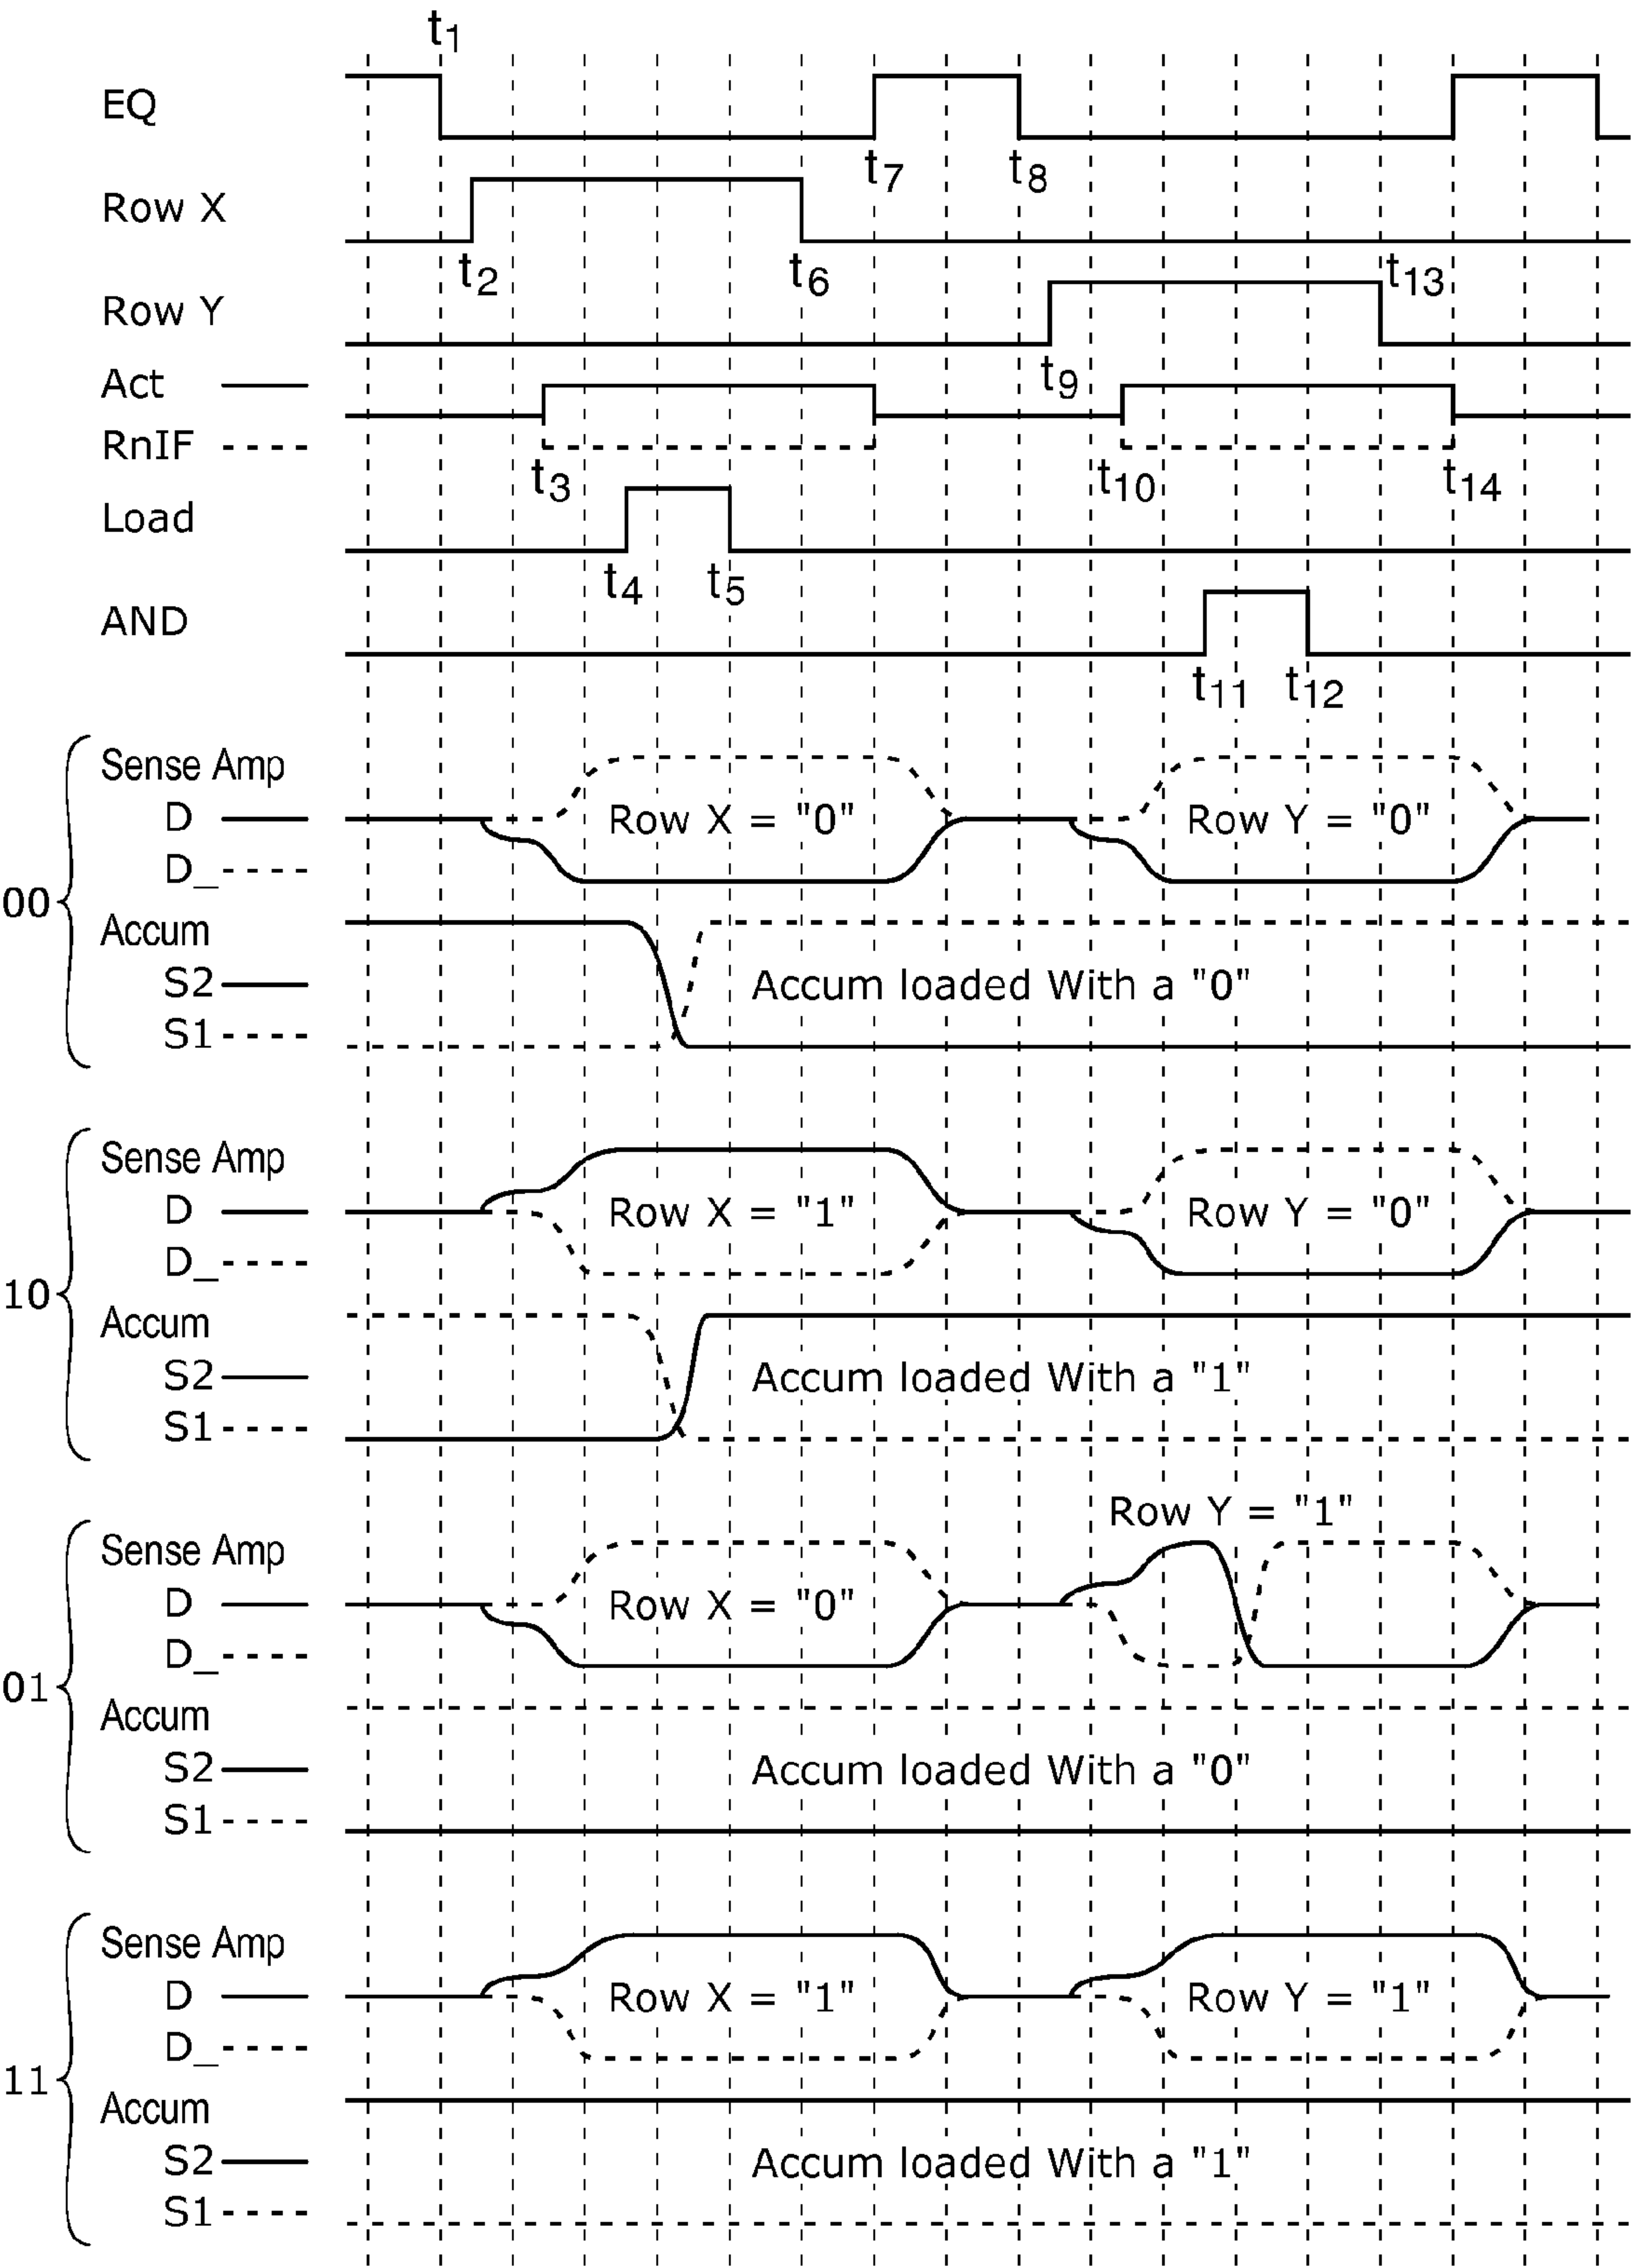 t1
EQ
t7 t8
Row X
t2 t6 t13
Row Y
t9
Act
RnIF
t3 t10 t14
Load
t4 t5
AND
t11 t12
Sense Amp
D Row X = "0" Row Y = "0"
D_
00
Accum
S2 Accum loaded With a "0"
S1
Sense Amp
D Row X = "1" Row Y = "0"
D_
10
Accum
S2 Accum loaded With a "1"
S1
Row Y = "1"
Sense Amp
D Row X = "0"
D_
01
Accum
S2 Accum loaded With a "0"
S1
Sense Amp
D Row X = "1" Row Y = "1"
D_
11
Accum
S2 Accum loaded With a "1"
S1